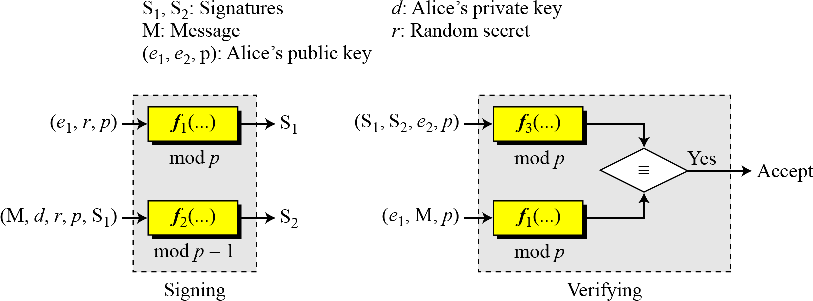 S₁, S₂: Signatures
d: Alice's private key
M: Message
r: Random secret
(e₁, e₂, p): Alice's public key
(e₁, r, p)
f₁(...)
S₁
mod p
(M, d, r, p, S₁)
f₂(...)
S₂
mod p – 1
Signing
(S₁, S₂, e₂, p)
f₃(...)
mod p
≡
Yes
Accept
(e₁, M, p)
f₁(...)
mod p
Verifying